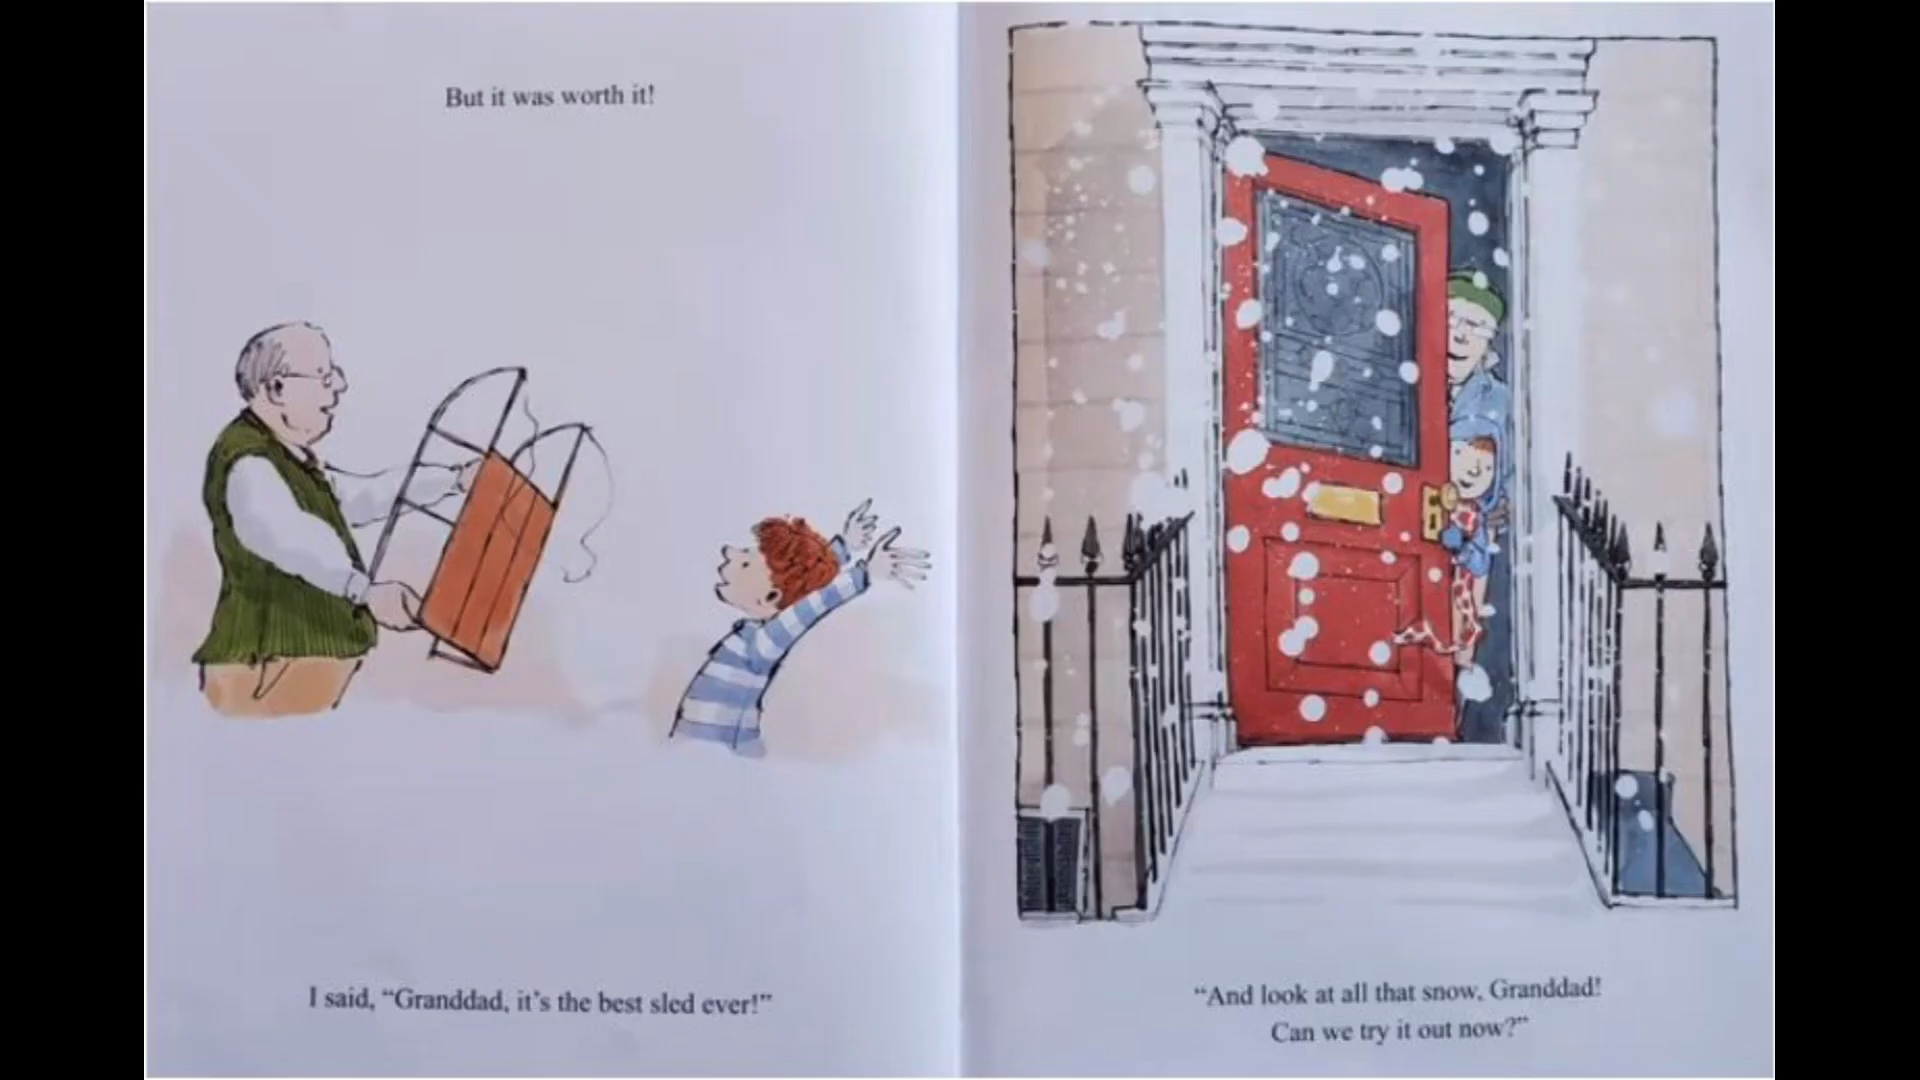 But it was worth it!
I said, “Granddad, it’s the best sled ever!”
“And look at all that snow, Granddad!
Can we try it out now?”